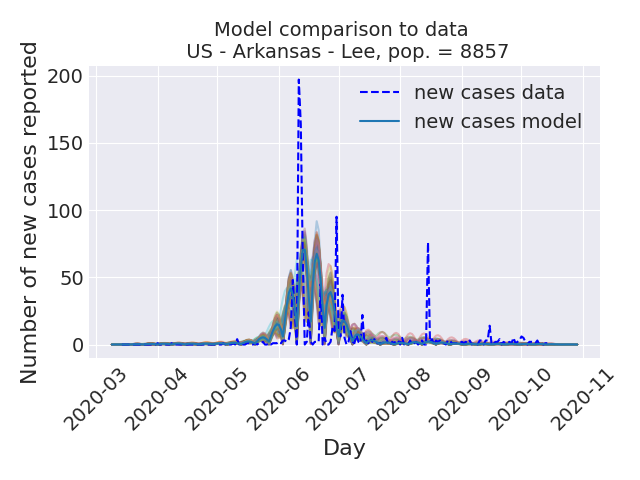 Model comparison to data
US - Arkansas - Lee, pop. = 8857
Number of new cases reported
200
150
100
50
0
new cases data
new cases model
2020-03
2020-04
2020-05
2020-06
2020-07
2020-08
2020-09
2020-10
2020-11
Day